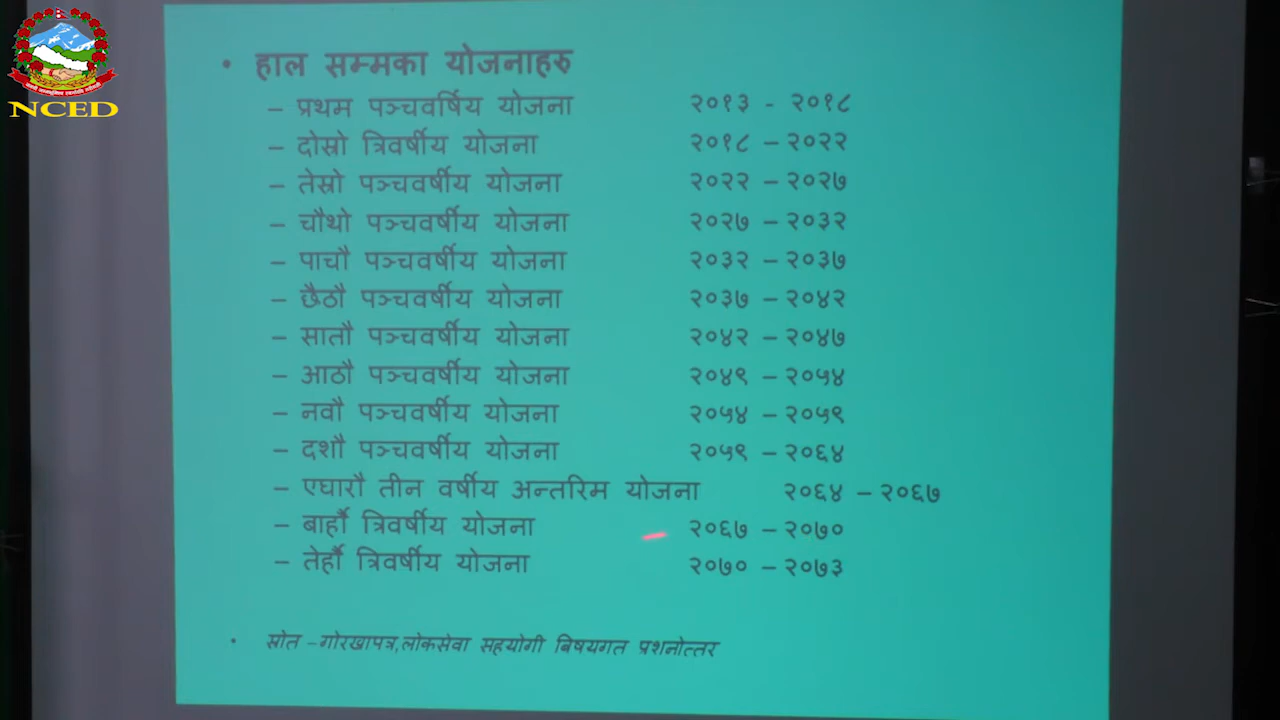 NCED
• हाल सम्मका योजनाहरु
– प्रथम पञ्चवर्षिय योजना २०१३ - २०१८
– दोस्रो त्रिवर्षीय योजना २०१८ – २०२२
– तेस्रो पञ्चवर्षीय योजना २०२२ – २०२७
– चौथो पञ्चवर्षीय योजना २०२७ – २०३२
– पाचौ पञ्चवर्षीय योजना २०३२ – २०३७
– छैठौ पञ्चवर्षीय योजना २०३७ – २०४२
– सातौ पञ्चवर्षीय योजना २०४२ – २०४७
– आठौ पञ्चवर्षीय योजना २०४९ – २०५४
– नवौ पञ्चवर्षीय योजना २०५४ – २०५९
– दशौ पञ्चवर्षीय योजना २०५९ – २०६४
– एघारौ तीन वर्षीय अन्तरिम योजना २०६४ – २०६७
– बार्हौ त्रिवर्षीय योजना २०६७ – २०७०
– तेर्हौ त्रिवर्षीय योजना २०७० – २०७३
• स्रोत –गोरखापत्र,लोकसेवा सहयोगी बिषयगत प्रशनोत्तर